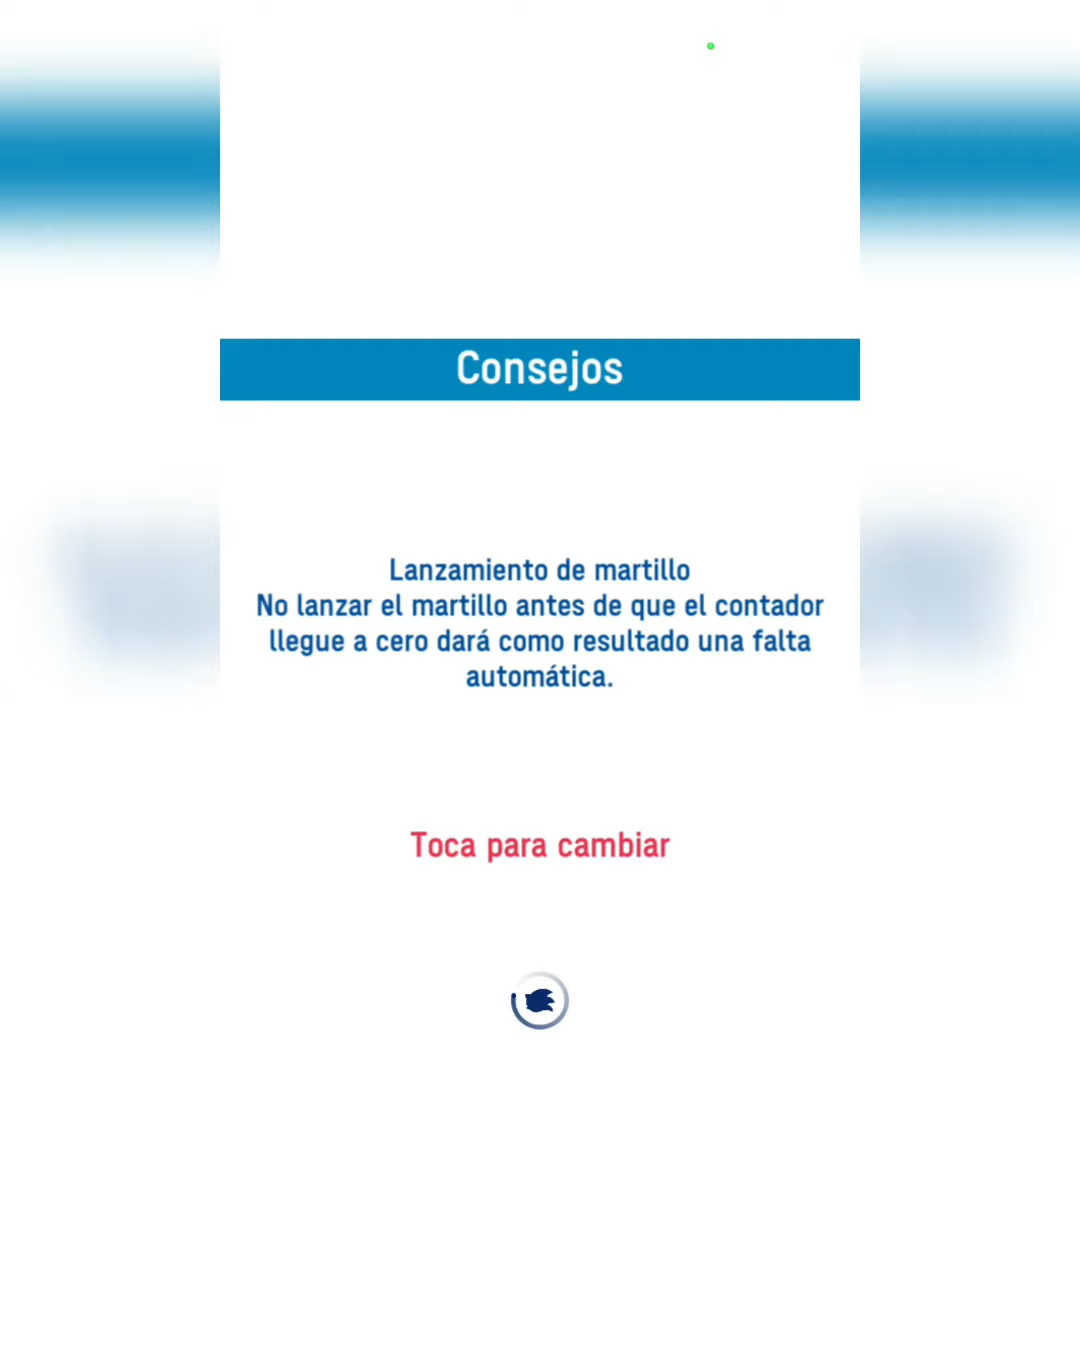 Consejos
Lanzamiento de martillo
No lanzar el martillo antes de que el contador
llegue a cero dará como resultado una falta
automática.
Toca para cambiar